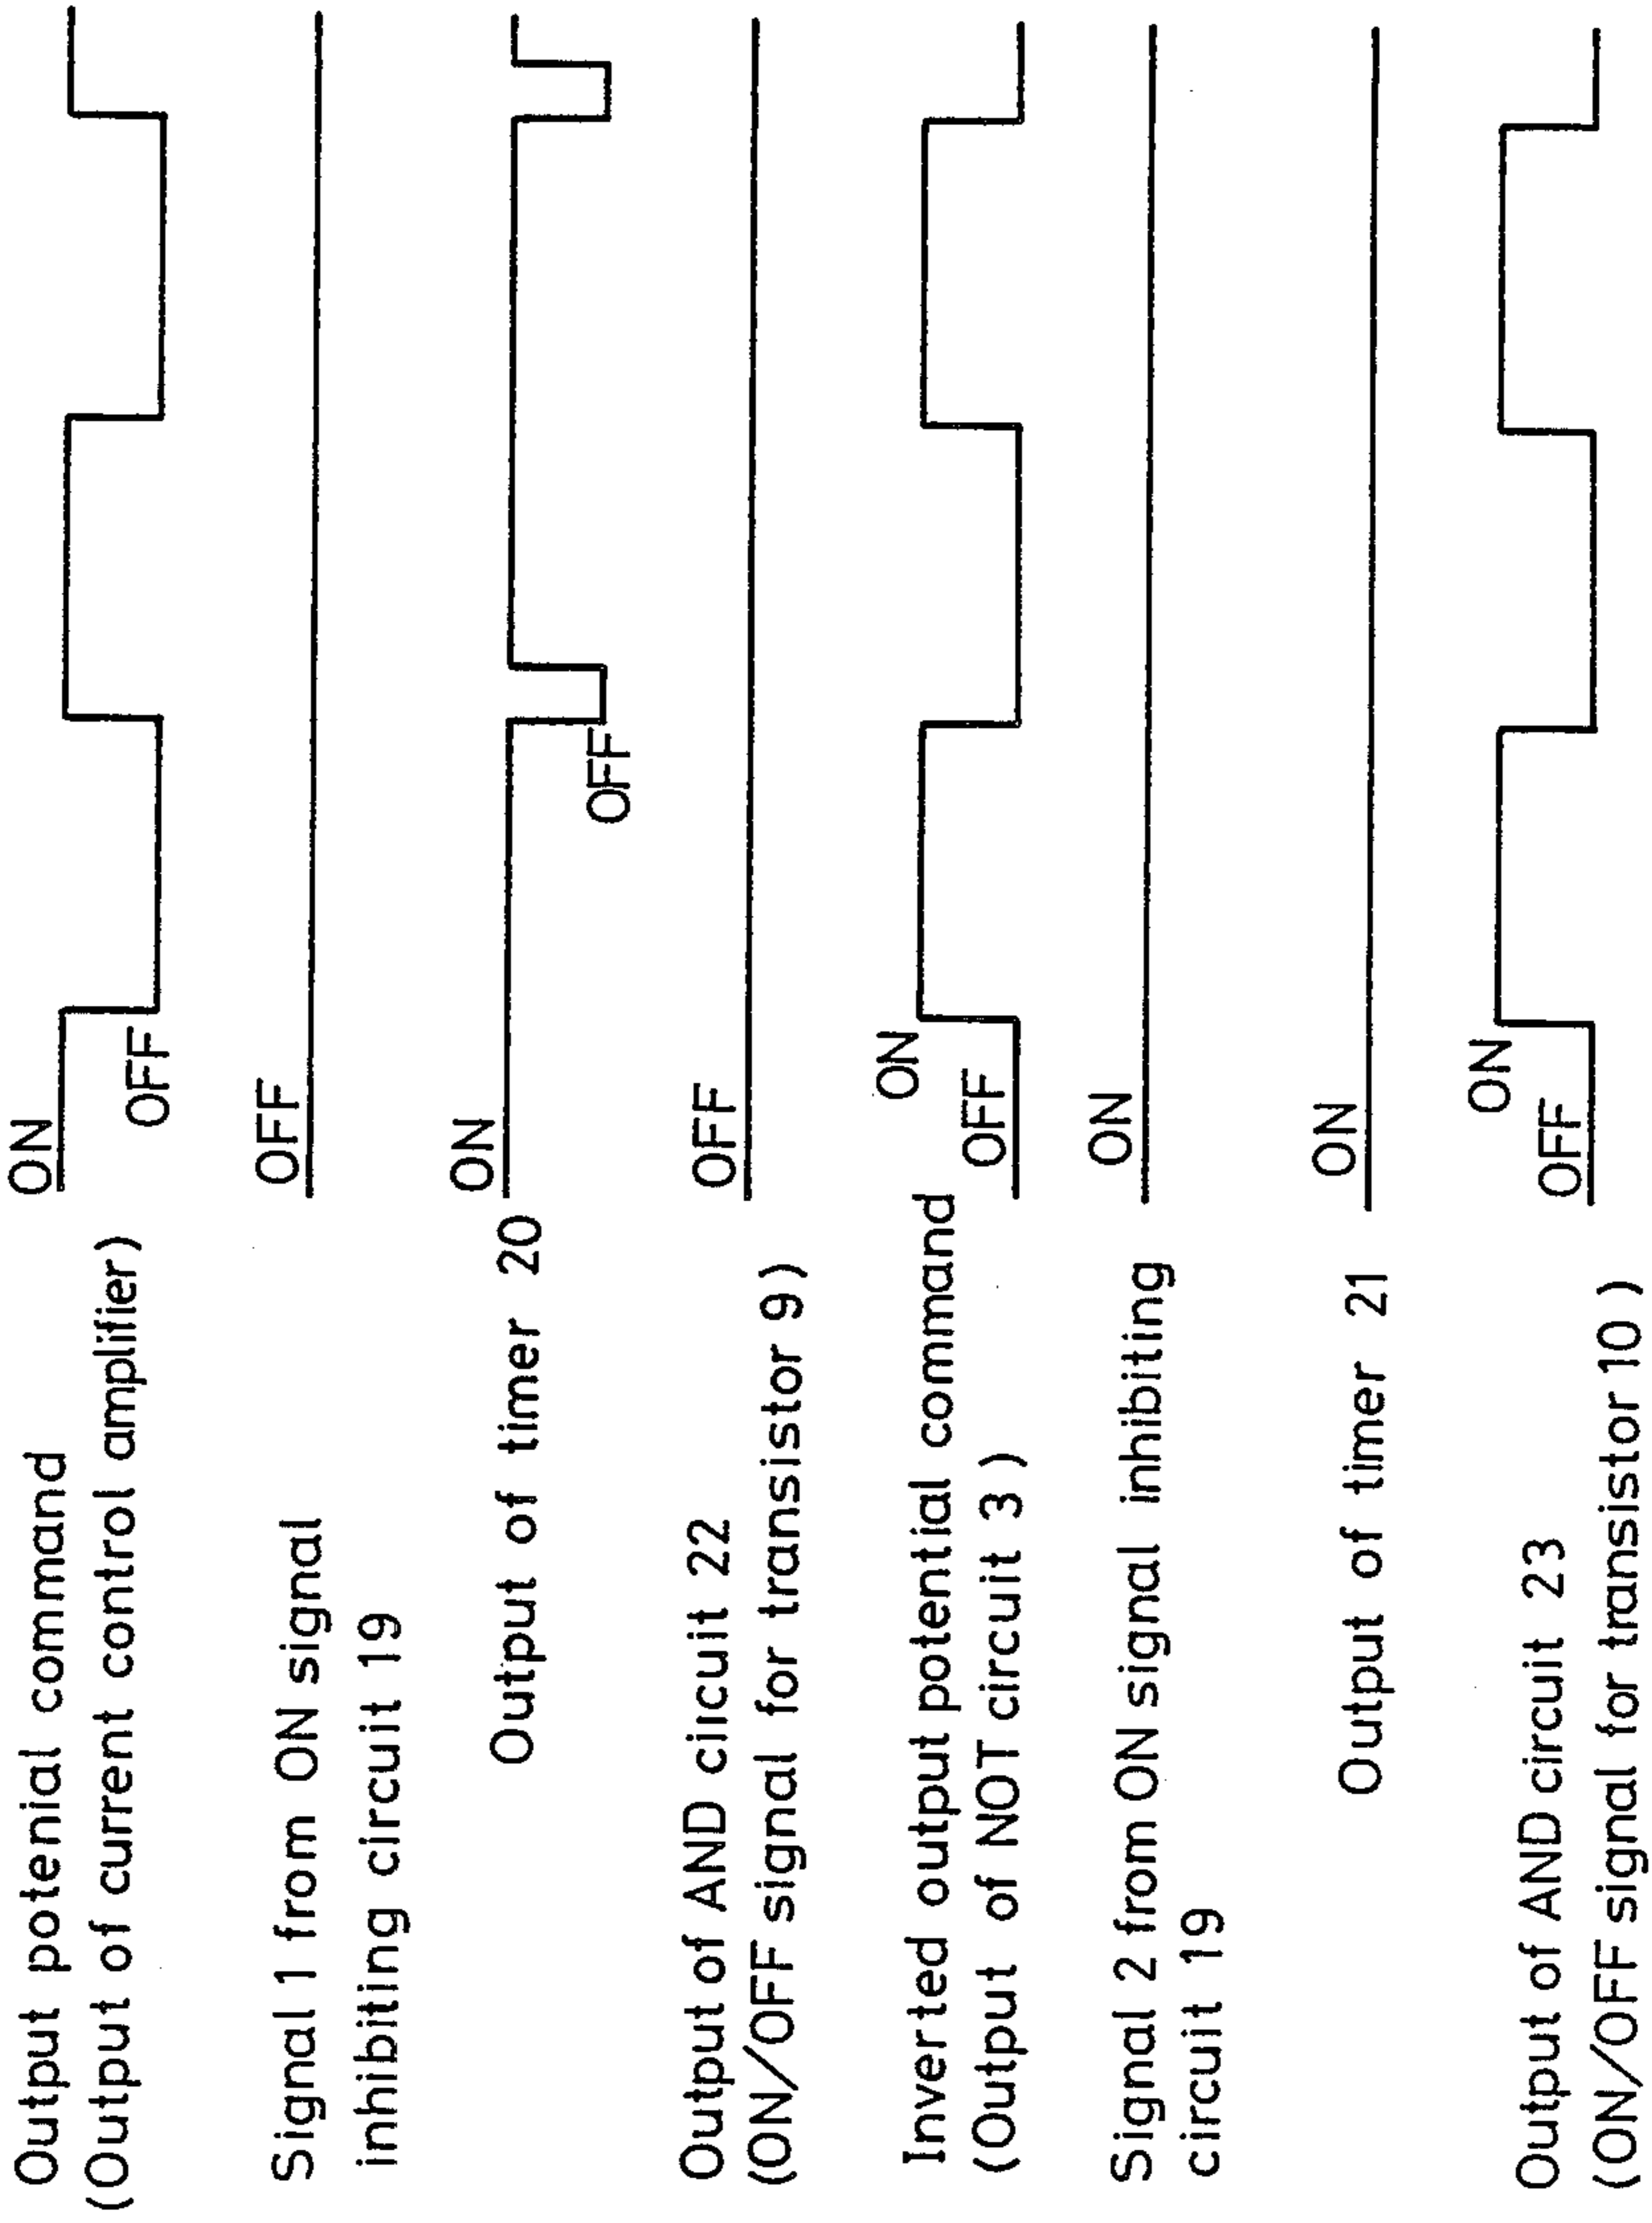 Output potenial command
(Output of current control amplifier)
ON
OFF
Signal 1 from ON signal
inhibiting circuit 19
OFF
Output of timer 20
ON
OFF
Output of AND ciicuit 22
(ON/OFF signal for transistor 9)
OFF
Inverted output potential command
(Output of NOT circuit 3)
ON
OFF
Signal 2 from ON signal inhibiting
circuit 19
ON
Output of timer 21
ON
Output of AND circuit 23
(ON/OFF signal for transistor 10)
ON
OFF